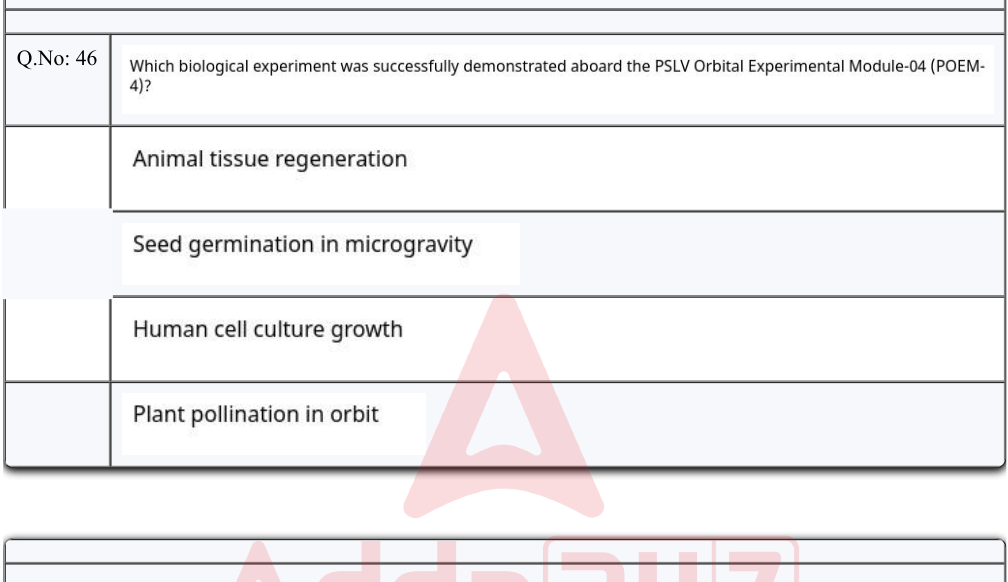 Q.No: 46
Which biological experiment was successfully demonstrated aboard the PSLV Orbital Experimental Module-04 (POEM-
4)?
Animal tissue regeneration
Seed germination in microgravity
Human cell culture growth
Plant pollination in orbit